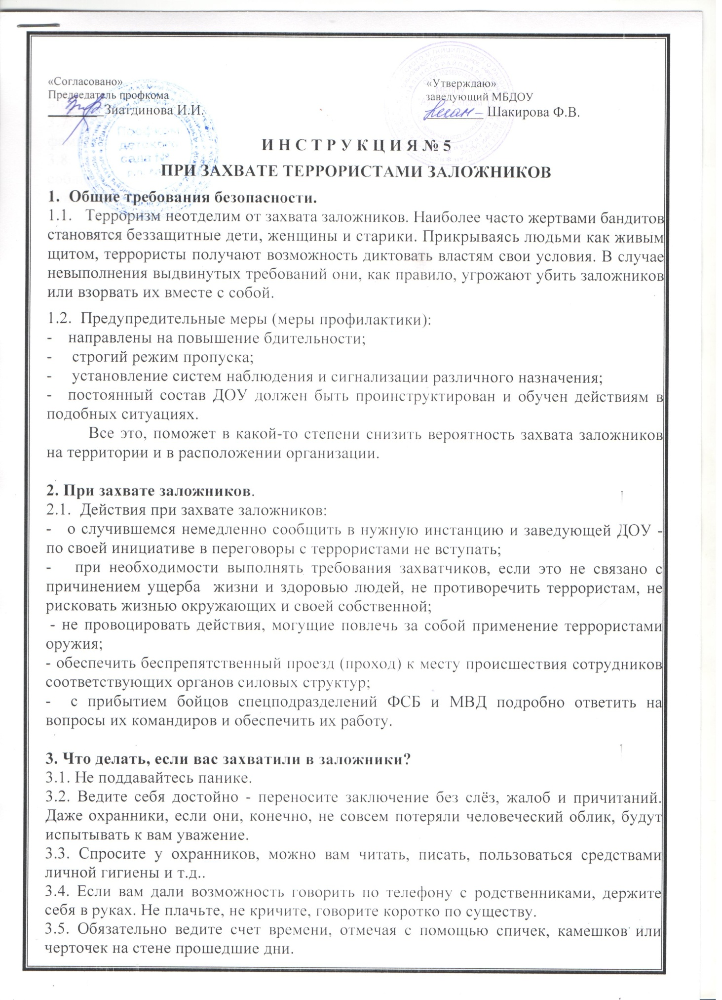 «Согласовано»
Председатель профкома
Зиатдинова И.И.
«Утверждаю»
заведующий МБДОУ
Шакирова Ф.В.
Профком
детского
сада №
И Н С Т Р У К Ц И Я № 5
ПРИ ЗАХВАТЕ ТЕРРОРИСТАМИ ЗАЛОЖНИКОВ
1. Общие требования безопасности.
1.1. Терроризм неотделим от захвата заложников. Наиболее часто жертвами бандитов
становятся беззащитные дети, женщины и старики. Прикрываясь людьми как живым
щитом, террористы получают возможность диктовать властям свои условия. В случае
невыполнения выдвинутых требований они, как правило, угрожают убить заложников
или взорвать их вместе с собой.
1.2. Предупредительные меры (меры профилактики):
- направлены на повышение бдительности;
- строгий режим пропуска;
- установление систем наблюдения и сигнализации различного назначения;
- постоянный состав ДОУ должен быть проинструктирован и обучен действиям в
подобных ситуациях.
Все это, поможет в какой-то степени снизить вероятность захвата заложников
на территории и в расположении организации.
2. При захвате заложников.
2.1. Действия при захвате заложников:
- о случившемся немедленно сообщить в нужную инстанцию и заведующей ДОУ -
по своей инициативе в переговоры с террористами не вступать;
- при необходимости выполнять требования захватчиков, если это не связано с
причинением ущерба жизни и здоровью людей, не противоречить террористам, не
рисковать жизнью окружающих и своей собственной;
- не провоцировать действия, могущие повлечь за собой применение террористами
оружия;
- обеспечить беспрепятственный проезд (проход) к месту происшествия сотрудников
соответствующих органов силовых структур;
- с прибытием бойцов спецподразделений ФСБ и МВД подробно ответить на
вопросы их командиров и обеспечить их работу.
3. Что делать, если вас захватили в заложники?
3.1. Не поддавайтесь панике.
3.2. Ведите себя достойно - переносите заключение без слёз, жалоб и причитаний.
Даже охранники, если они, конечно, не совсем потеряли человеческий облик, будут
испытывать к вам уважение.
3.3. Спросите у охранников, можно вам читать, писать, пользоваться средствами
личной гигиены и т.д..
3.4. Если вам дали возможность говорить по телефону с родственниками, держите
себя в руках. Не плачьте, не кричите, говорите коротко по существу.
3.5. Обязательно ведите счет времени, отмечая с помощью спичек, камешков или
черточек на стене прошедшие дни.